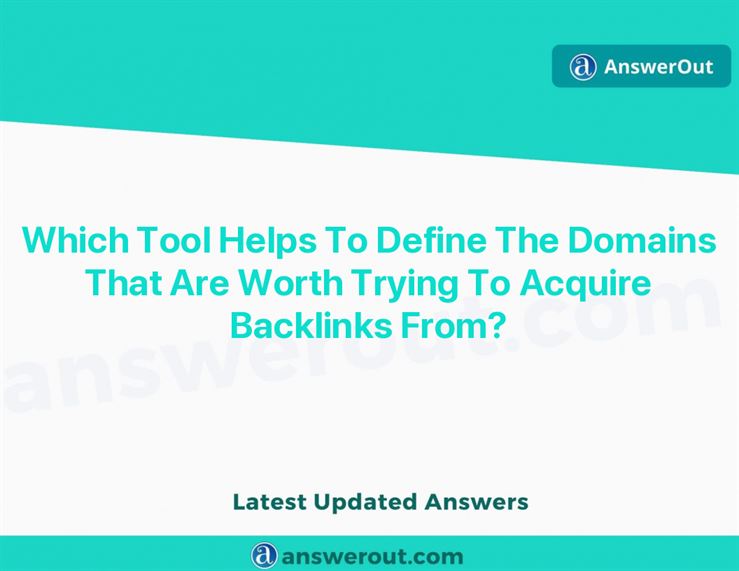 AnswerOut
Which Tool Helps To Define The Domains
That Are Worth Trying To Acquire
Backlinks From?
answerout.com
Latest Updated Answers
answerout.com